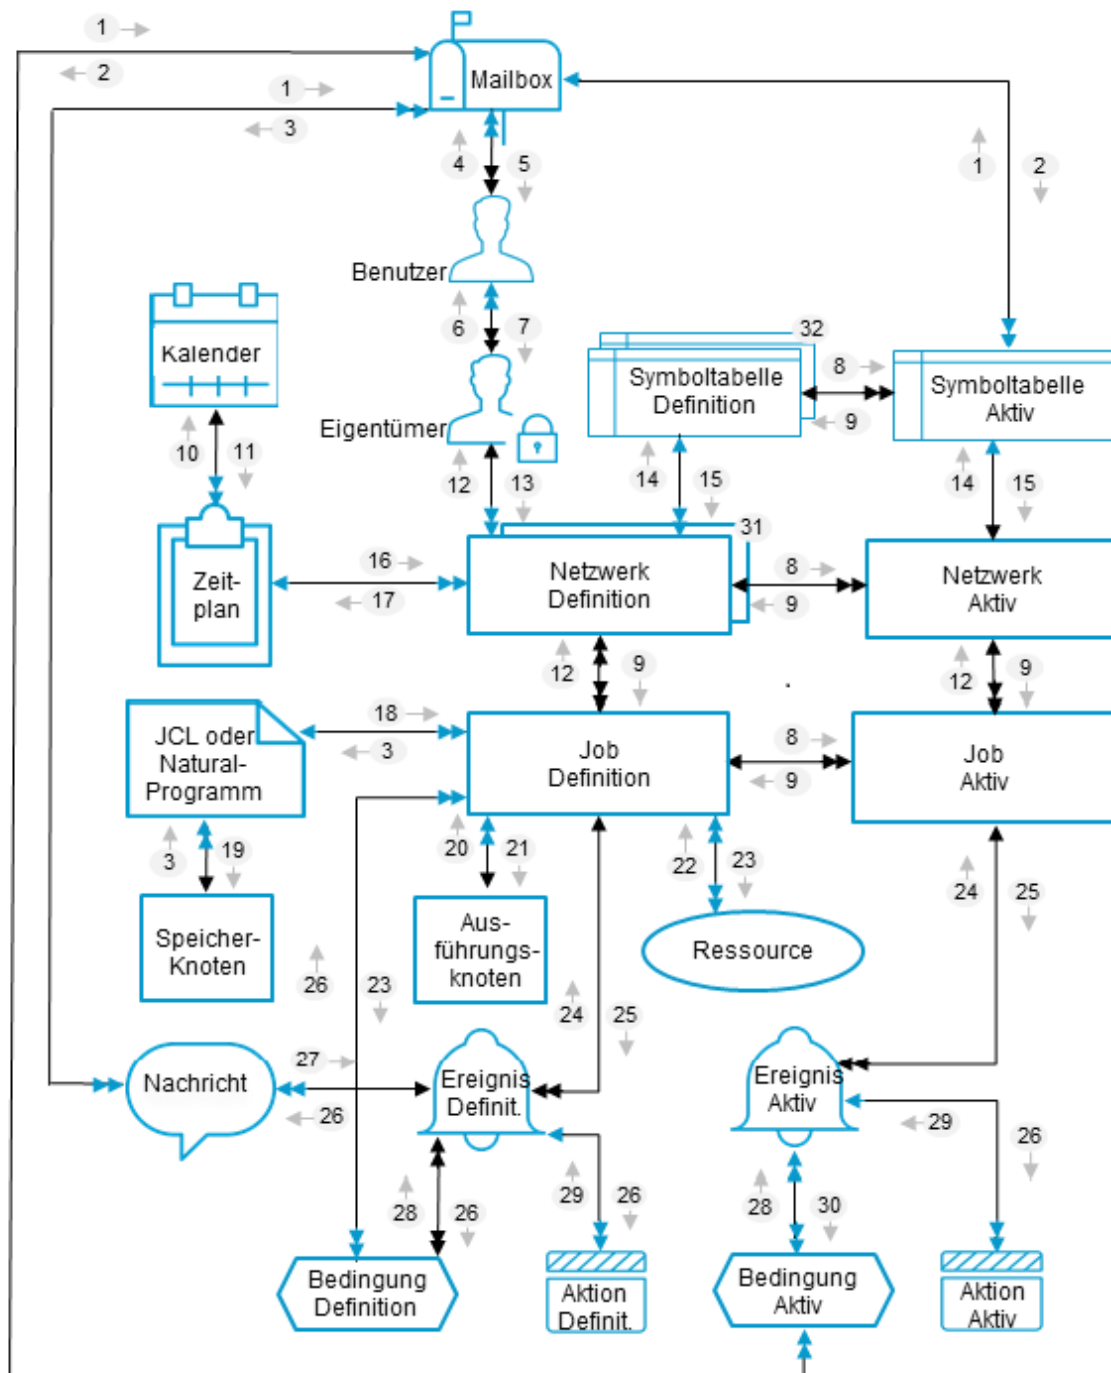 1
2
Mailbox
1
3
4
5
1
2
Benutzer
6
7
32
Kalender
Symboltabelle
Definition
8
Symboltabelle
Aktiv
Eigentümer
9
10
11
12
13
14
15
14
15
31
Zeit-
plan
16
17
Netzwerk
Definition
8
9
Netzwerk
Aktiv
12
9
12
9
JCL oder
Natural-
Programm
18
3
Job
Definition
8
9
Job
Aktiv
3
19
20
21
22
23
24
25
Speicher-
Knoten
Aus-
führungs-
knoten
Ressource
26
23
24
25
Nachricht
27
26
Ereignis
Definit.
Ereignis
Aktiv
29
26
28
26
29
26
28
30
Bedingung
Definition
Aktion
Definit.
Bedingung
Aktiv
Aktion
Aktiv